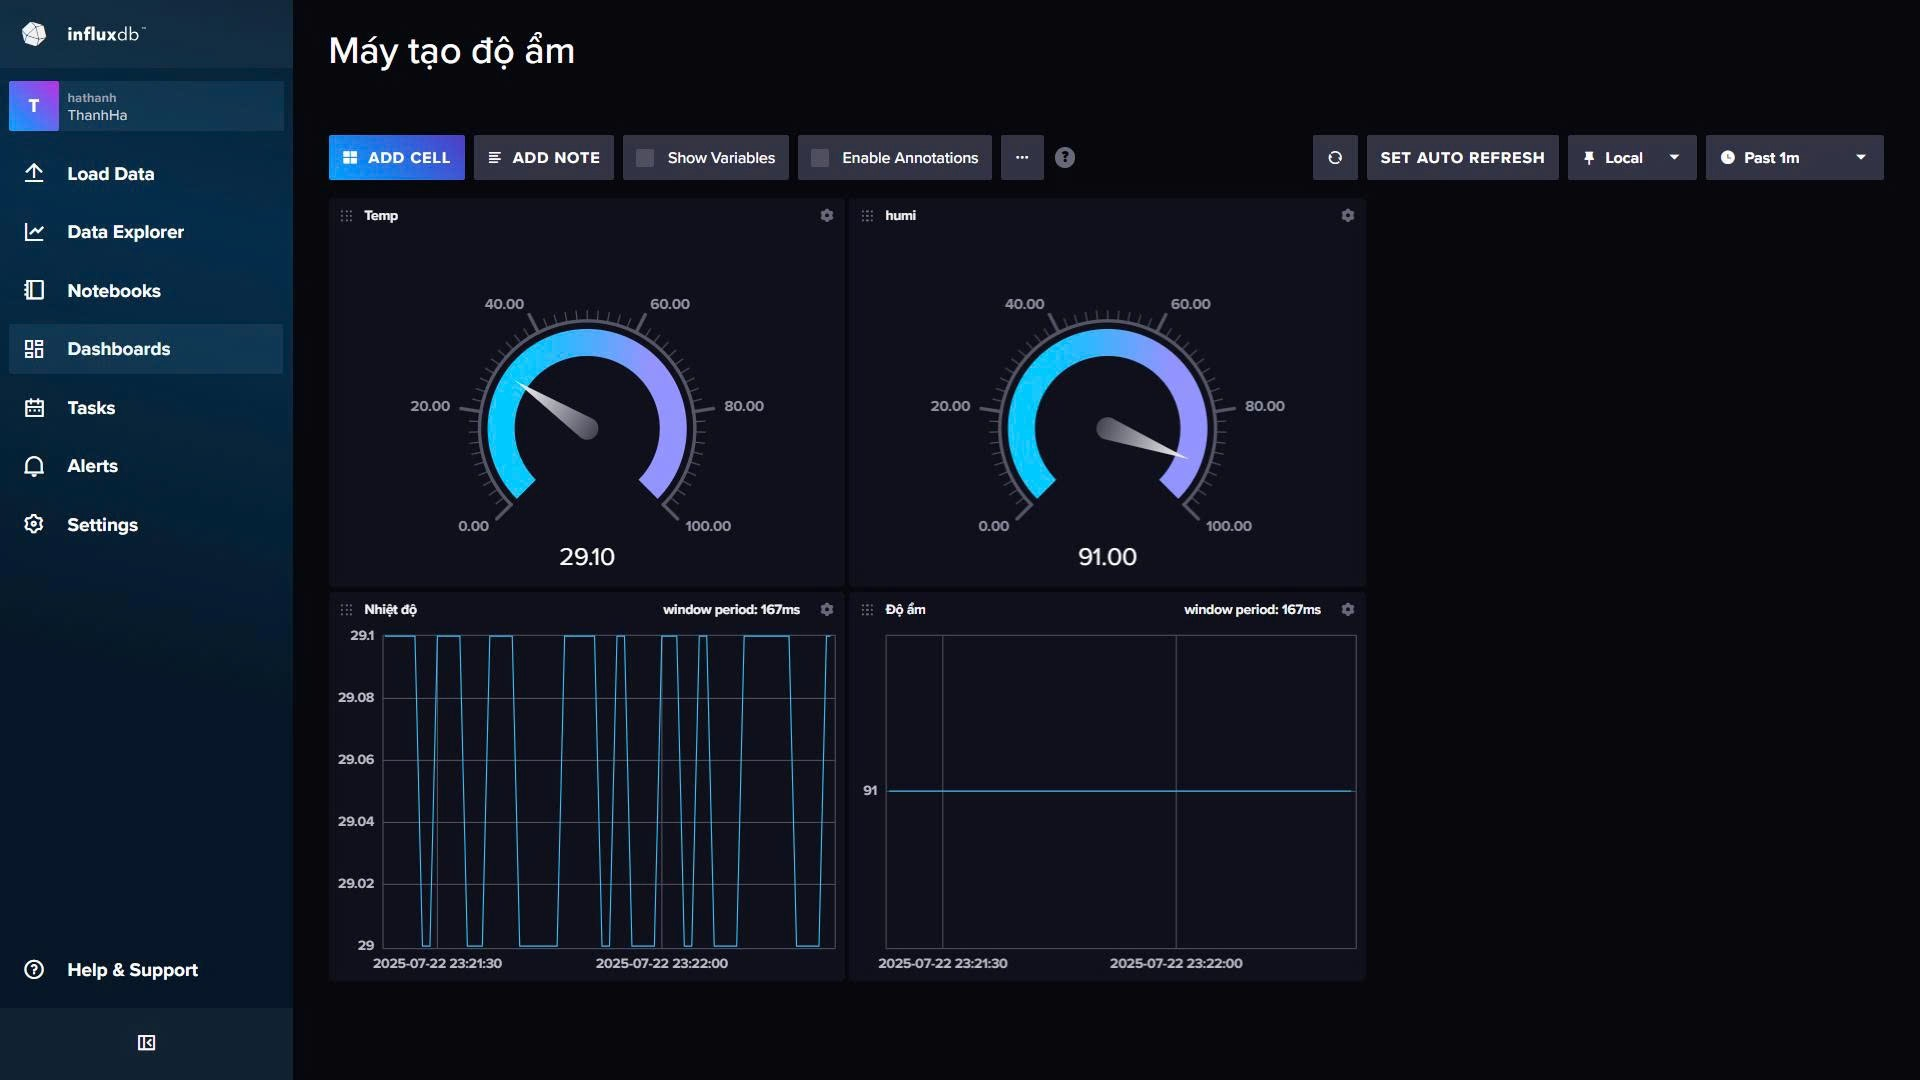 influxdb™
T
hathanh
ThanhHa
Load Data
Data Explorer
Notebooks
Dashboards
Tasks
Alerts
Settings
Help & Support
Máy tạo độ ẩm
ADD CELL
ADD NOTE
Show Variables
Enable Annotations
...
?
SET AUTO REFRESH
Local
Past 1m
Temp
40.00
60.00
20.00
80.00
0.00
100.00
29.10
humi
40.00
60.00
20.00
80.00
0.00
100.00
91.00
Nhiệt độ
window period: 167ms
29.1
29.08
29.06
29.04
29.02
29
2025-07-22 23:21:30
2025-07-22 23:22:00
Độ ẩm
window period: 167ms
91
2025-07-22 23:21:30
2025-07-22 23:22:00